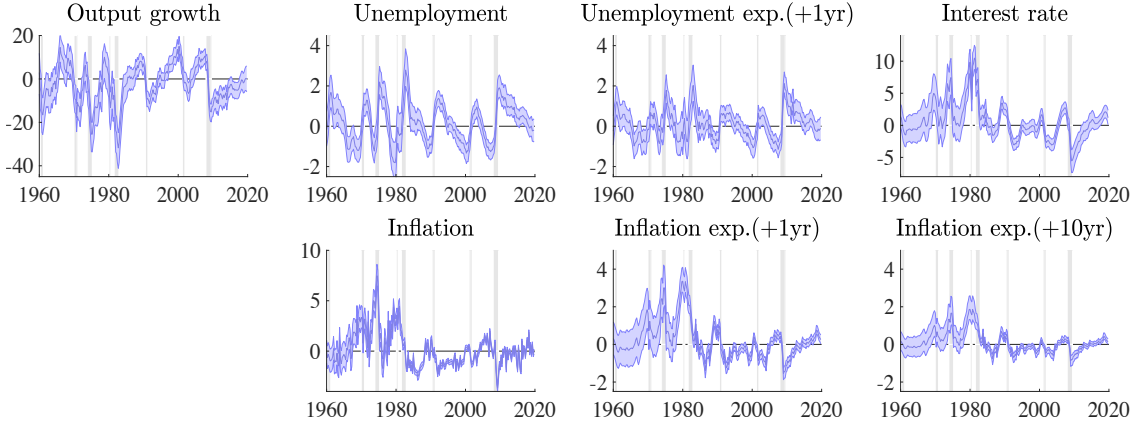 Output growth
Unemployment
Unemployment exp.(+1yr)
Interest rate
20
0
-20
-40
1960 1980 2000 2020
4
2
0
-2
1960 1980 2000 2020
4
2
0
-2
1960 1980 2000 2020
10
5
0
-5
1960 1980 2000 2020
Inflation
Inflation exp.(+1yr)
Inflation exp.(+10yr)
10
5
0
1960 1980 2000 2020
4
2
0
-2
1960 1980 2000 2020
4
2
0
-2
1960 1980 2000 2020